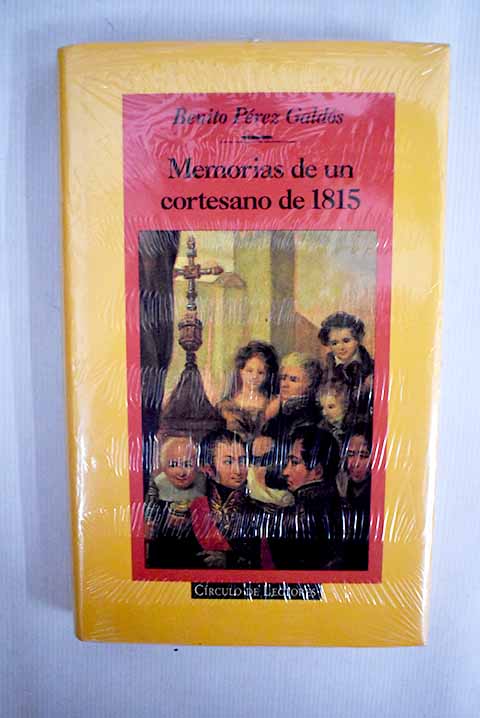 Benito Pérez Galdós
Memorias de un
cortesano de 1815
CÍRCULO DE LECTORES